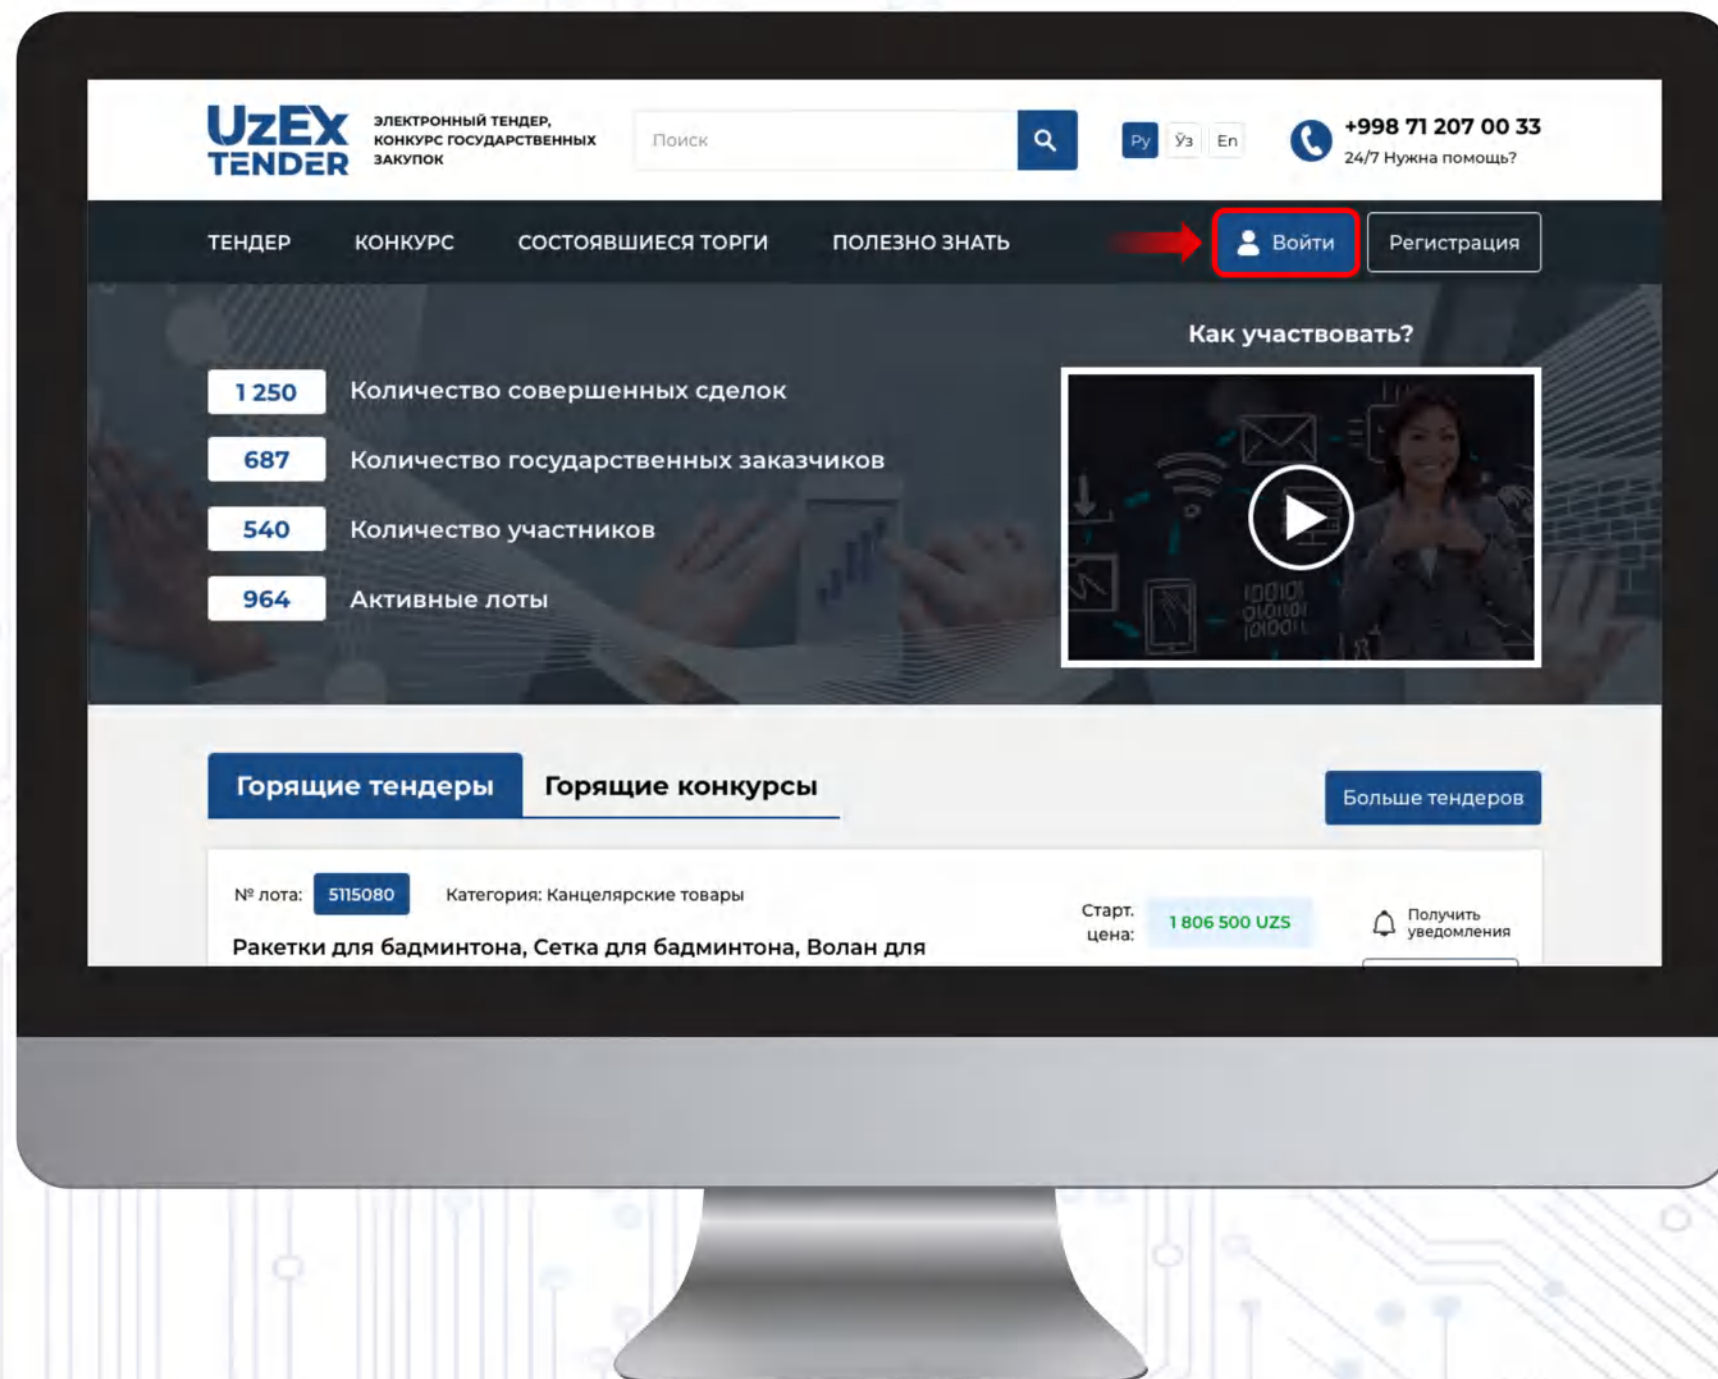 UzEX
TENDER
ЭЛЕКТРОННЫЙ ТЕНДЕР,
КОНКУРС ГОСУДАРСТВЕННЫХ
ЗАКУПОК
Поиск
Ру Ўз En
+998 71 207 00 33
24/7 Нужна помощь?
ТЕНДЕР КОНКУРС СОСТОЯВШИЕСЯ ТОРГИ ПОЛЕЗНО ЗНАТЬ Войти Регистрация
Как участвовать?
1 250 Количество совершенных сделок
687 Количество государственных заказчиков
540 Количество участников
964 Активные лоты
Горящие тендеры Горящие конкурсы
Больше тендеров
№ лота: 5115080 Категория: Канцелярские товары
Ракетки для бадминтона, Сетка для бадминтона, Волан для
Старт.
цена:
1 806 500 UZS
Получить
уведомления